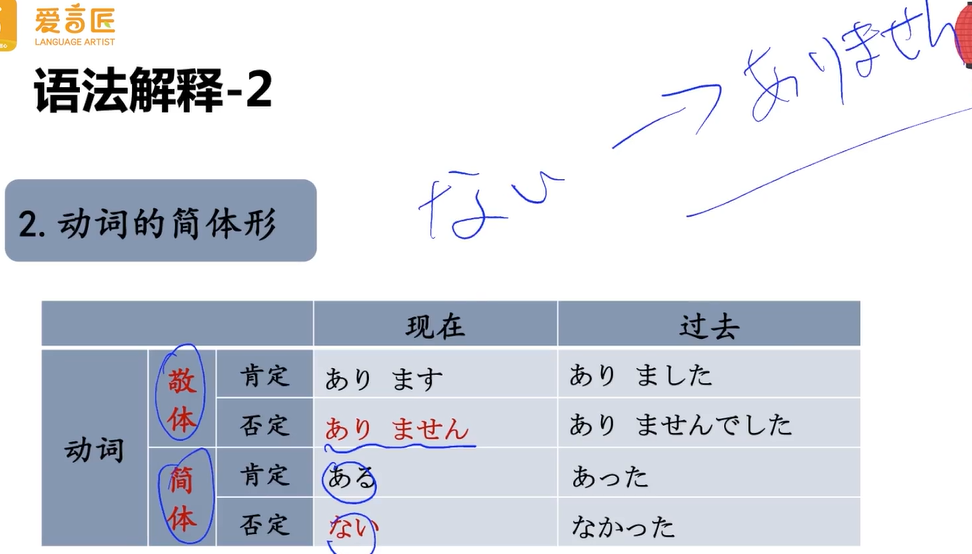 爱言匠
LANGUAGE ARTIST
语法解释-2
ない → ありません
2. 动词的简体形
现在 过去
动词 敬体 肯定 あり ます あり ました
否定 あり ません あり ませんでした
简体 肯定 ある あった
否定 ない なかった